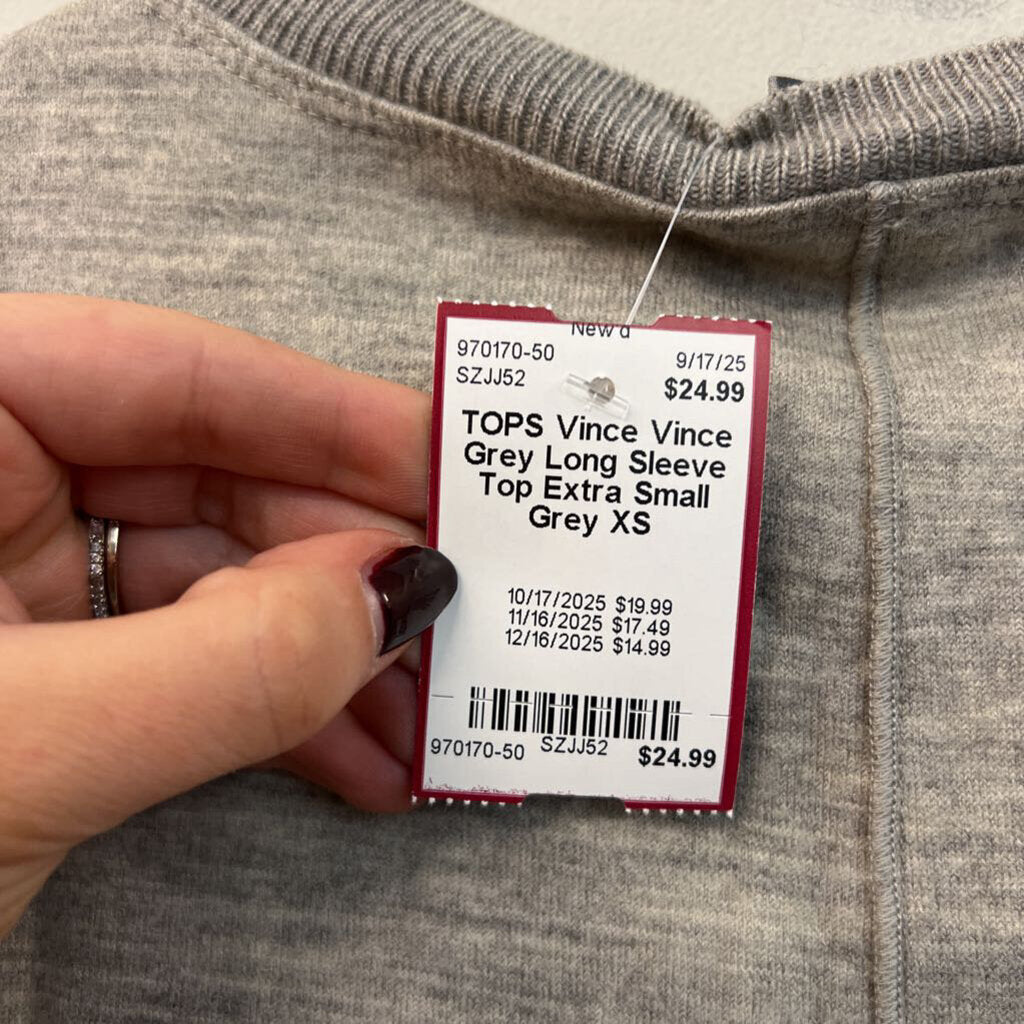 New
970170-50
9/17/25
SZJJ52
$24.99
TOPS Vince Vince
Grey Long Sleeve
Top Extra Small
Grey XS
10/17/2025 $19.99
11/16/2025 $17.49
12/16/2025 $14.99
970170-50 SZJJ52 $24.99